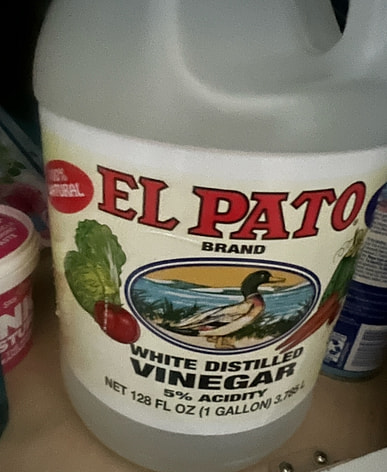 100%
NATURAL
EL PATO
BRAND
WHITE DISTILLED
VINEGAR
5% ACIDITY
NET 128 FL OZ (1 GALLON) 3.785 L